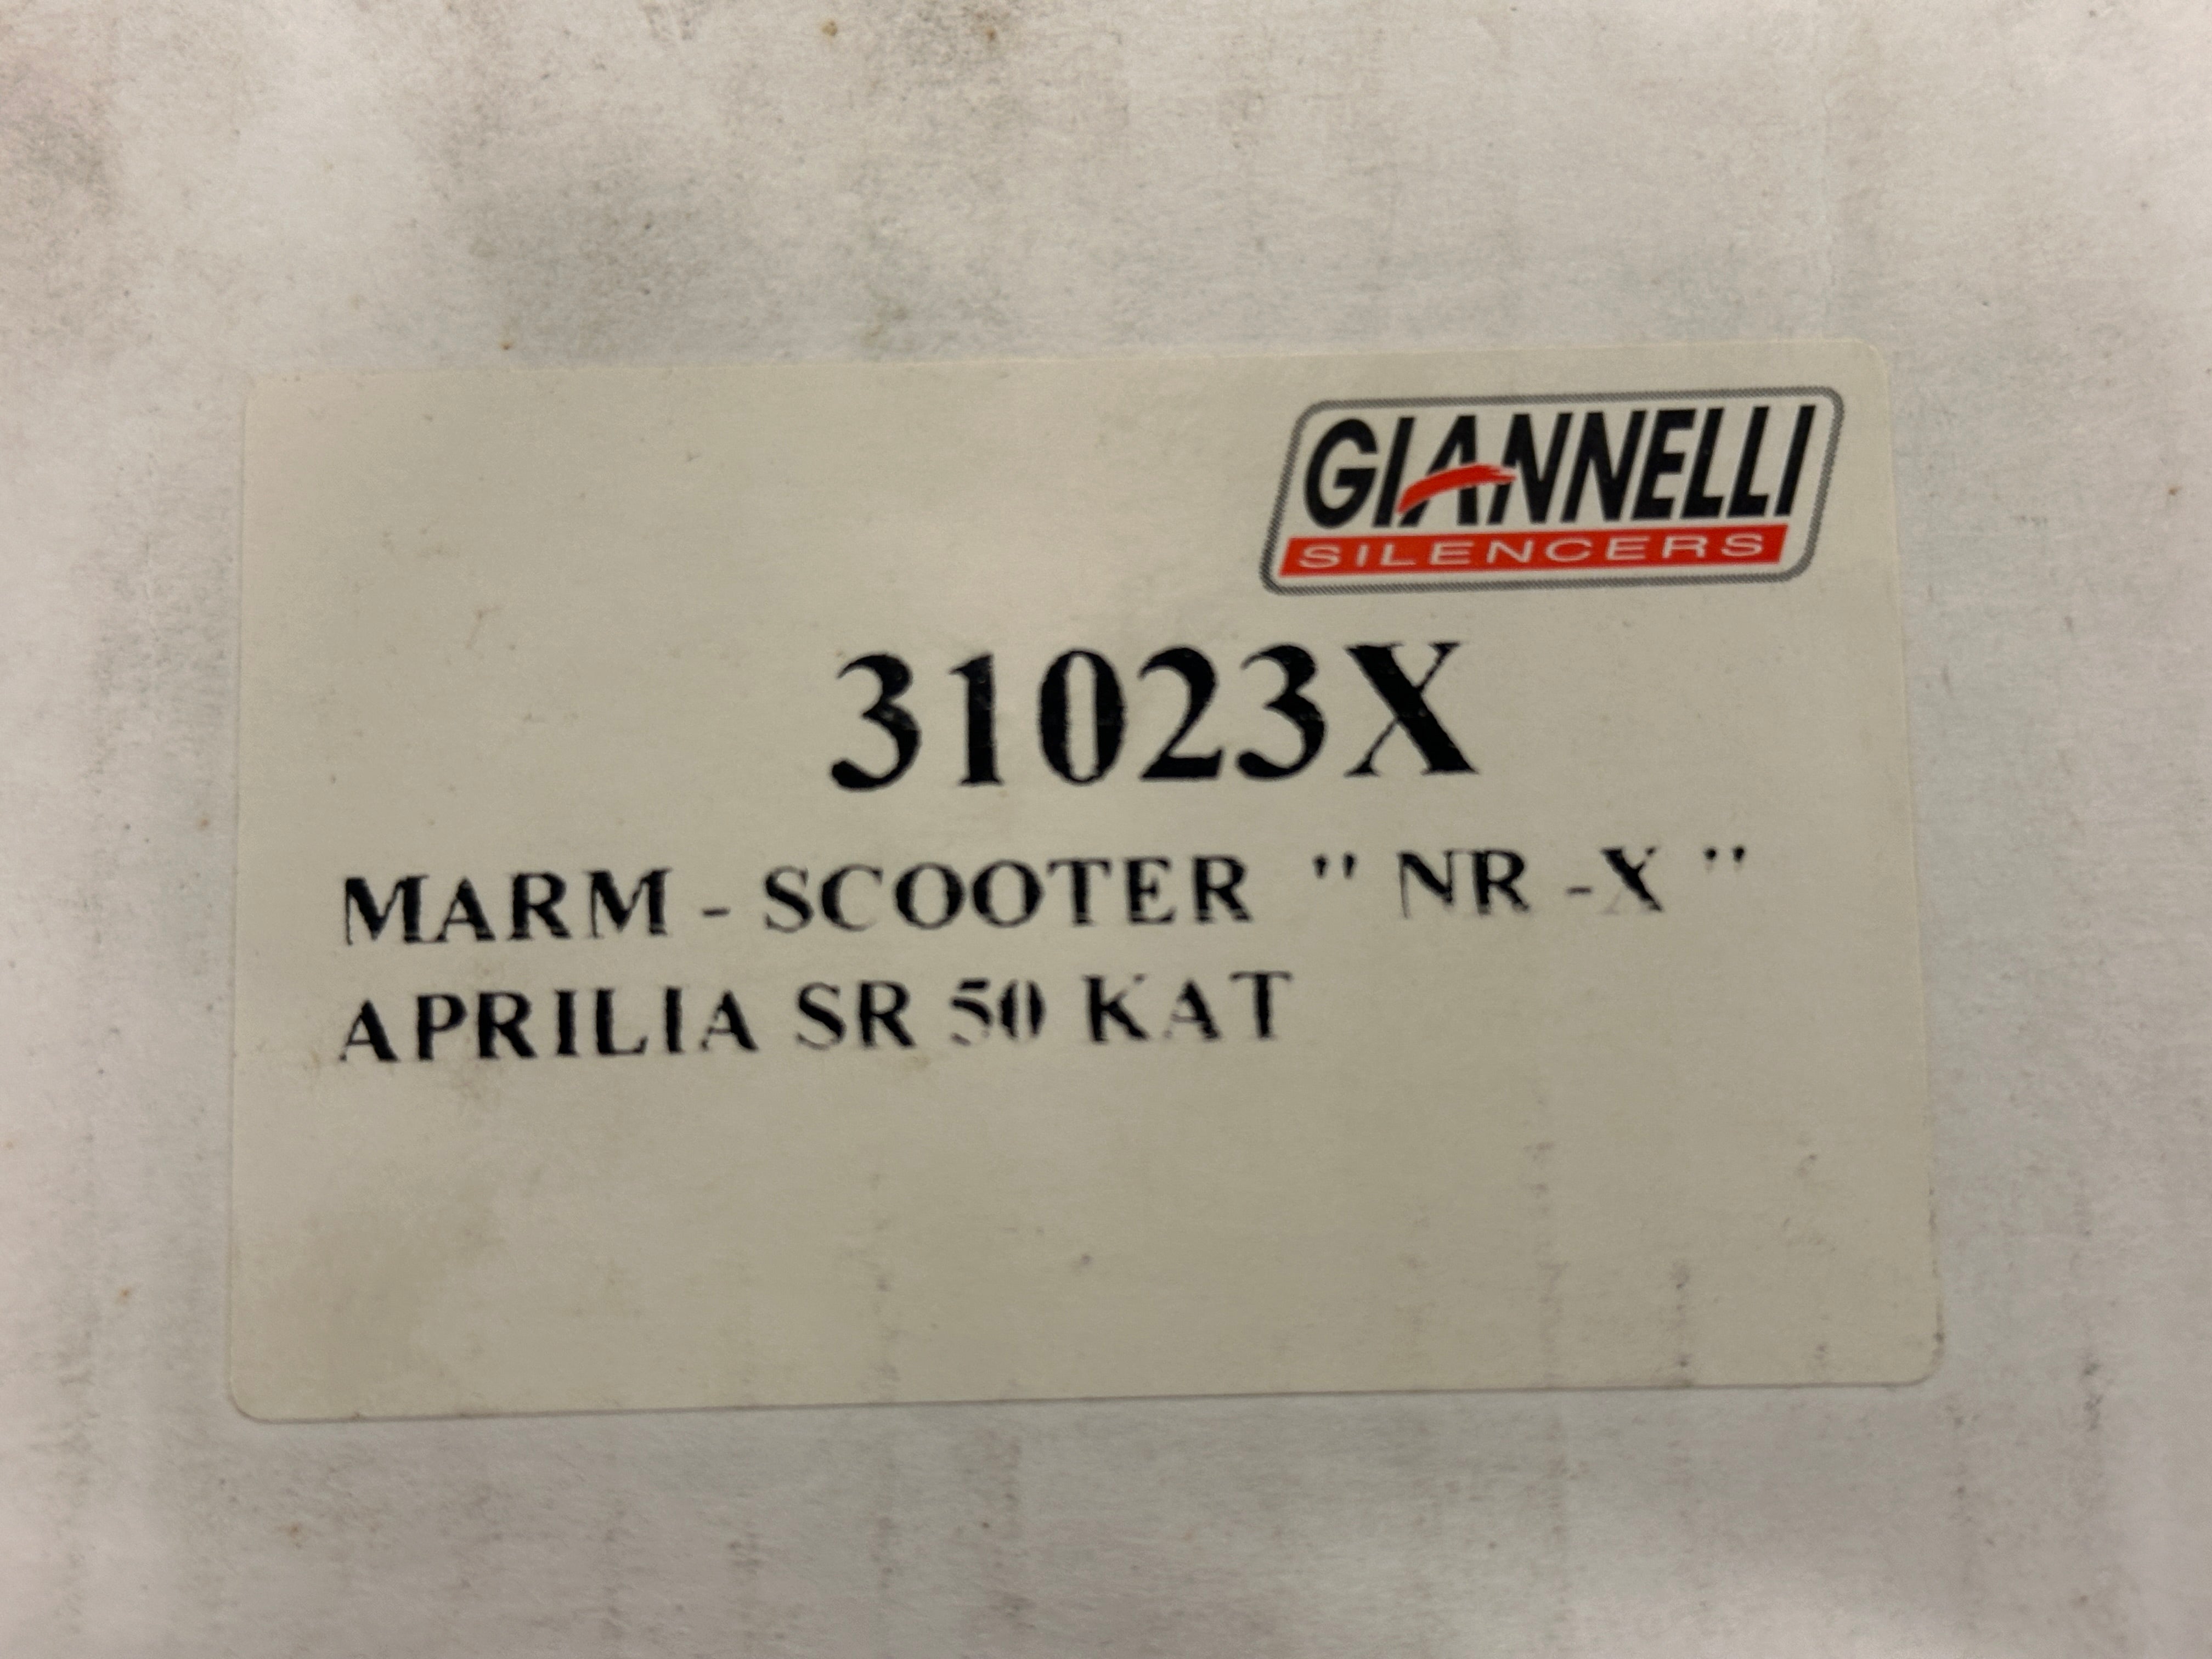 GIANNELLI
SILENCERS
31023X
MARM - SCOOTER " NR -X "
APRILIA SR 50 KAT